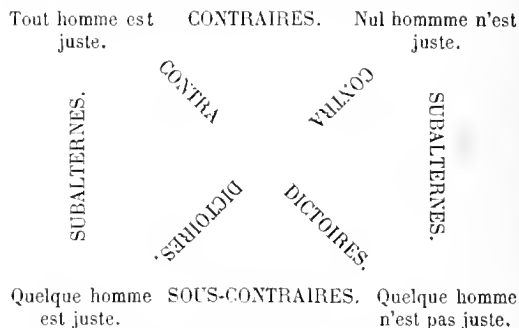 Tout homme est juste.
CONTRAIRES.
Nul hommme n'est juste.
CONTRA
CONTRA
SUBALTERNES.
SUBALTERNES.
DICTOIRES.
DICTOIRES.
Quelque homme est juste.
SOUS-CONTRAIRES.
Quelque homme n'est pas juste.